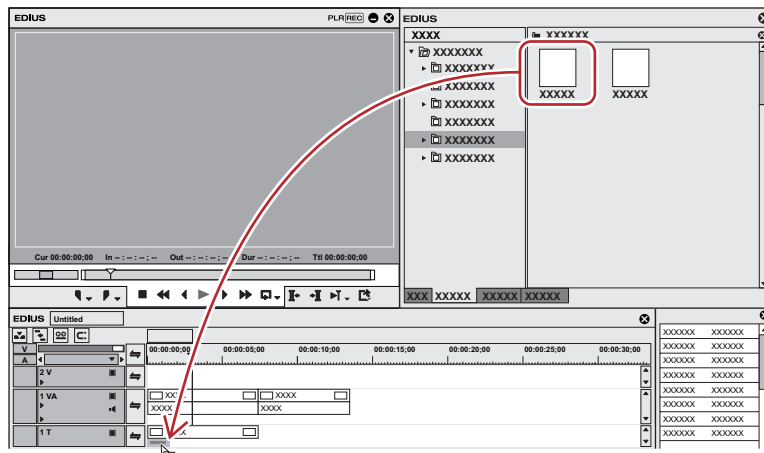 EDIUS
PLR REC
Cur 00:00:00;00 In -- : -- : -- ; -- Out -- : -- : -- ; -- Dur -- : -- : -- ; -- Ttl 00:00:00;00
EDIUS
XXXX
XXXXXX
XXXXXXX
XXXXXXX
XXXXXXX
XXXXXXX
XXXXXXX
XXXXXXX
XXXXXXX
XXXXX
XXXXX
XXX XXXXX XXXXX XXXXX
EDIUS Untitled
V
A
00:00:00;00 00:00:05;00 00:00:10;00 00:00:15;00 00:00:20;00 00:00:25;00 00:00:30;00
2 V
1 VA
XXXX
XXXX
XXXX
1 T
XXXXXX XXXXXX
XXXXXX XXXXXX
XXXXXX XXXXXX
XXXXXX XXXXXX
XXXXXX XXXXXX
XXXXXX XXXXXX
XXXXXX XXXXXX
XXXXXX XXXXXX